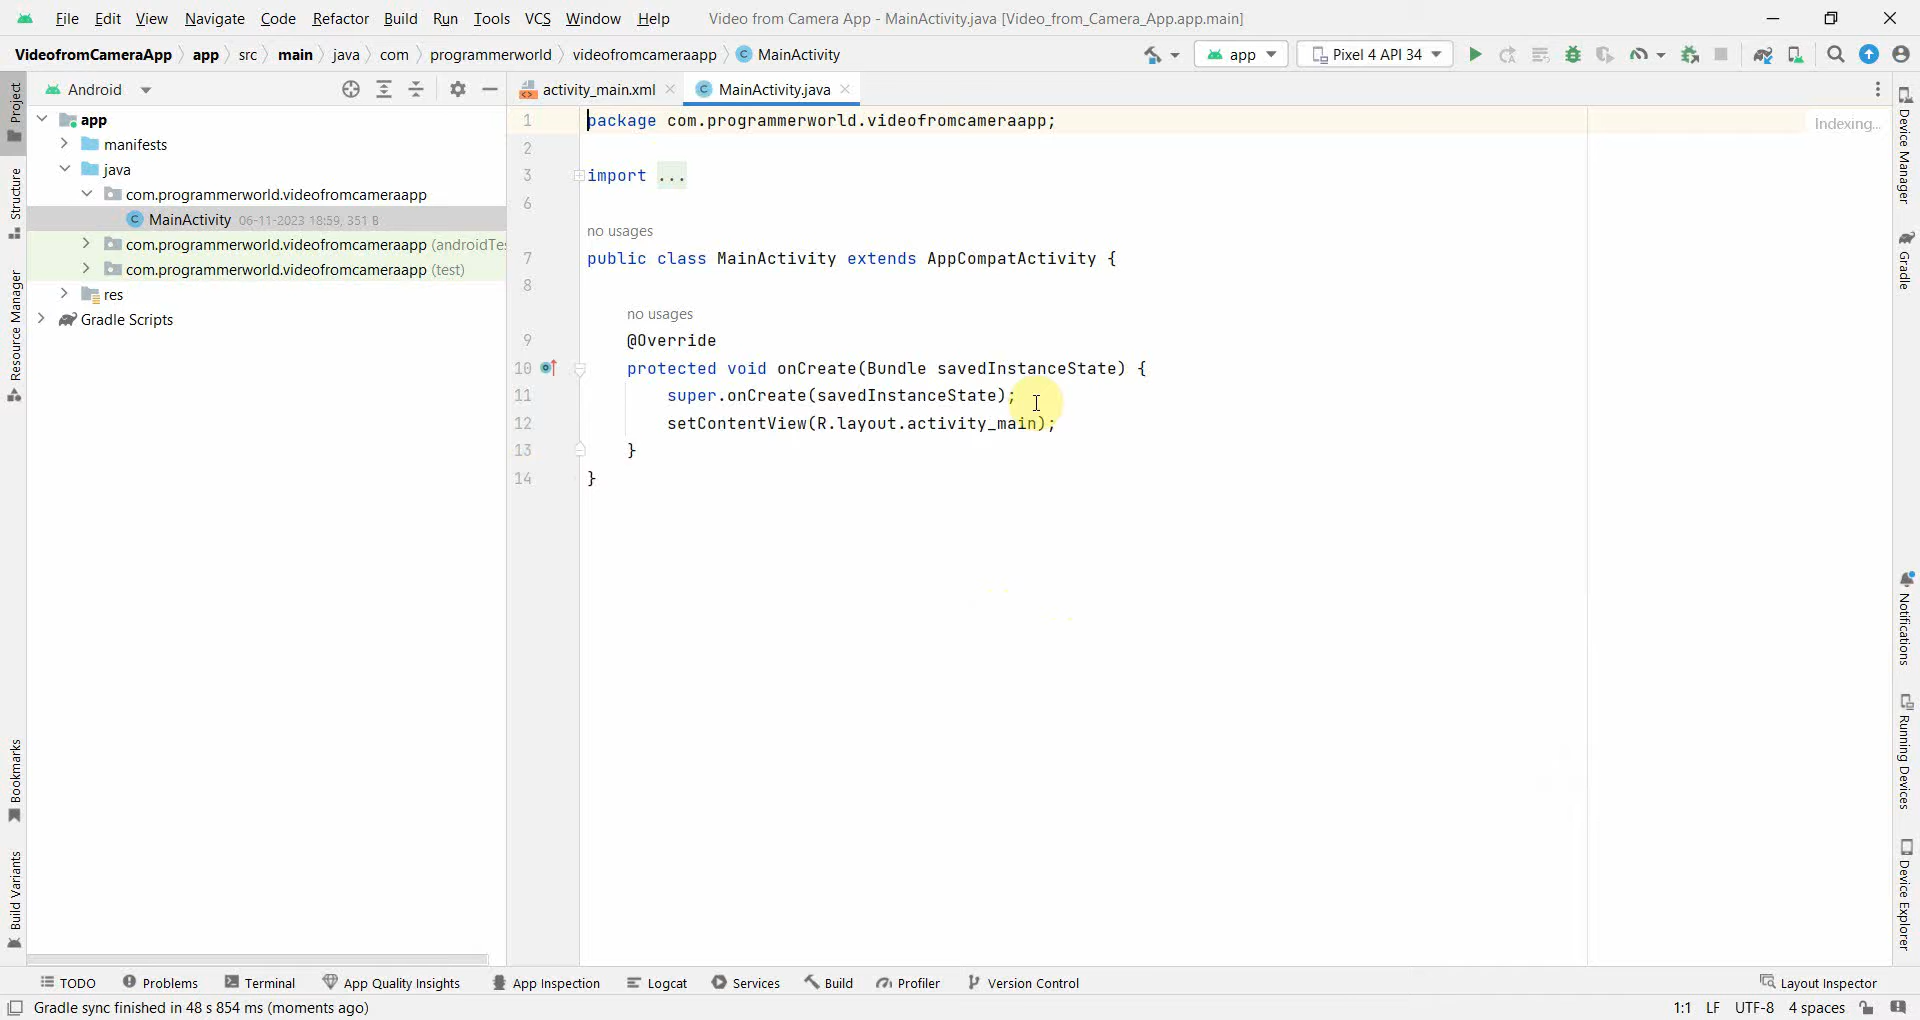 File Edit View Navigate Code Refactor Build Run Tools VCS Window Help Video from Camera App - MainActivity.java [Video_from_Camera_App.app.main]
VideofromCameraApp app src main java com programmerworld videofromcameraapp MainActivity app Pixel 4 API 34
Android activity_main.xml MainActivity.java
app
manifests
java
com.programmerworld.videofromcameraapp
MainActivity 06-11-2023 18:59, 351 B
com.programmerworld.videofromcameraapp (androidTes
com.programmerworld.videofromcameraapp (test)
res
Gradle Scripts
1 package com.programmerworld.videofromcameraapp;
2
3 import ...
6
no usages
7 public class MainActivity extends AppCompatActivity {
8
no usages
9 @Override
10 protected void onCreate(Bundle savedInstanceState) {
11 super.onCreate(savedInstanceState);
12 setContentView(R.layout.activity_main);
13 }
14 }
Indexing...
Project
Structure
Resource Manager
Bookmarks
Build Variants
Device Manager
Gradle
Notifications
Running Devices
Device Explorer
TODO Problems Terminal App Quality Insights App Inspection Logcat Services Build Profiler Version Control Layout Inspector
Gradle sync finished in 48 s 854 ms (moments ago) 1:1 LF UTF-8 4 spaces